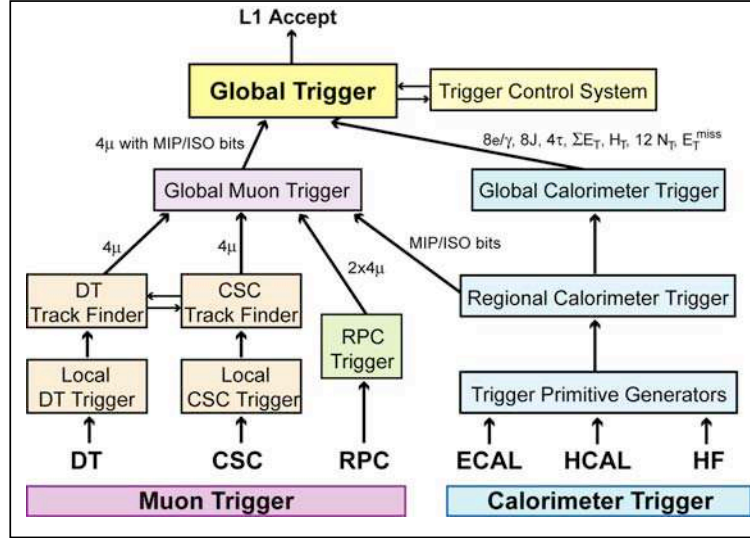 L1 Accept
Global Trigger
Trigger Control System
4μ with MIP/ISO bits
8e/γ, 8J, 4τ, ΣE_T, H_T, 12 N_T, E_T^miss
Global Muon Trigger
Global Calorimeter Trigger
4μ
4μ
2x4μ
MIP/ISO bits
DT
Track Finder
CSC
Track Finder
Regional Calorimeter Trigger
RPC
Trigger
Local
DT Trigger
Local
CSC Trigger
Trigger Primitive Generators
DT
CSC
RPC
ECAL
HCAL
HF
Muon Trigger
Calorimeter Trigger